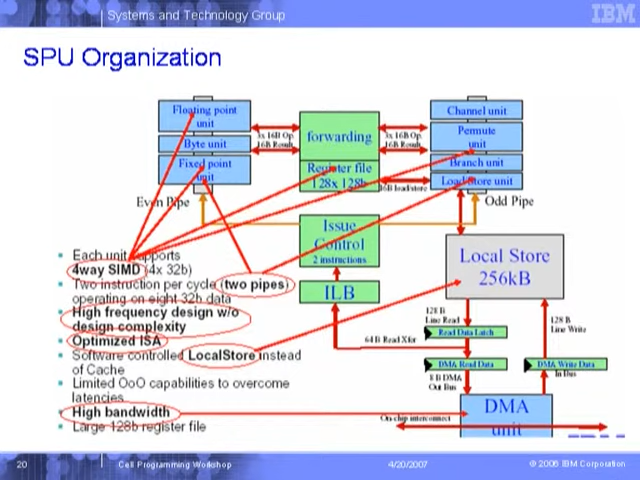 Systems and Technology Group
IBM
SPU Organization
Floating point
unit
Byte unit
Fixed point
unit
3x 16B Op.
16B Result
forwarding
Register file
128x 128b
3x 16B Op.
16B Result
16B load/store
Channel unit
Permute
unit
Branch unit
Load/Store unit
Even Pipe
Odd Pipe
Issue
Control
2 instructions
ILB
Local Store
256kB
128 B
Line Read
128 B
Line Write
64 B Read Xfer
Read Data Latch
DMA Read Data
DMA Write Data
8 B DMA
Out Bus
In Bus
DMA
unit
On-chip interconnect
Each unit supports
4way SIMD (4x 32b)
Two instruction per cycle (two pipes)
operating on eight 32b data
High frequency design w/o
design complexity
Optimized ISA
Software controlled LocalStore instead
of Cache
Limited OoO capabilities to overcome
latencies
High bandwidth
Large 128b register file
20
Cell Programming Workshop
4/20/2007
© 2006 IBM Corporation